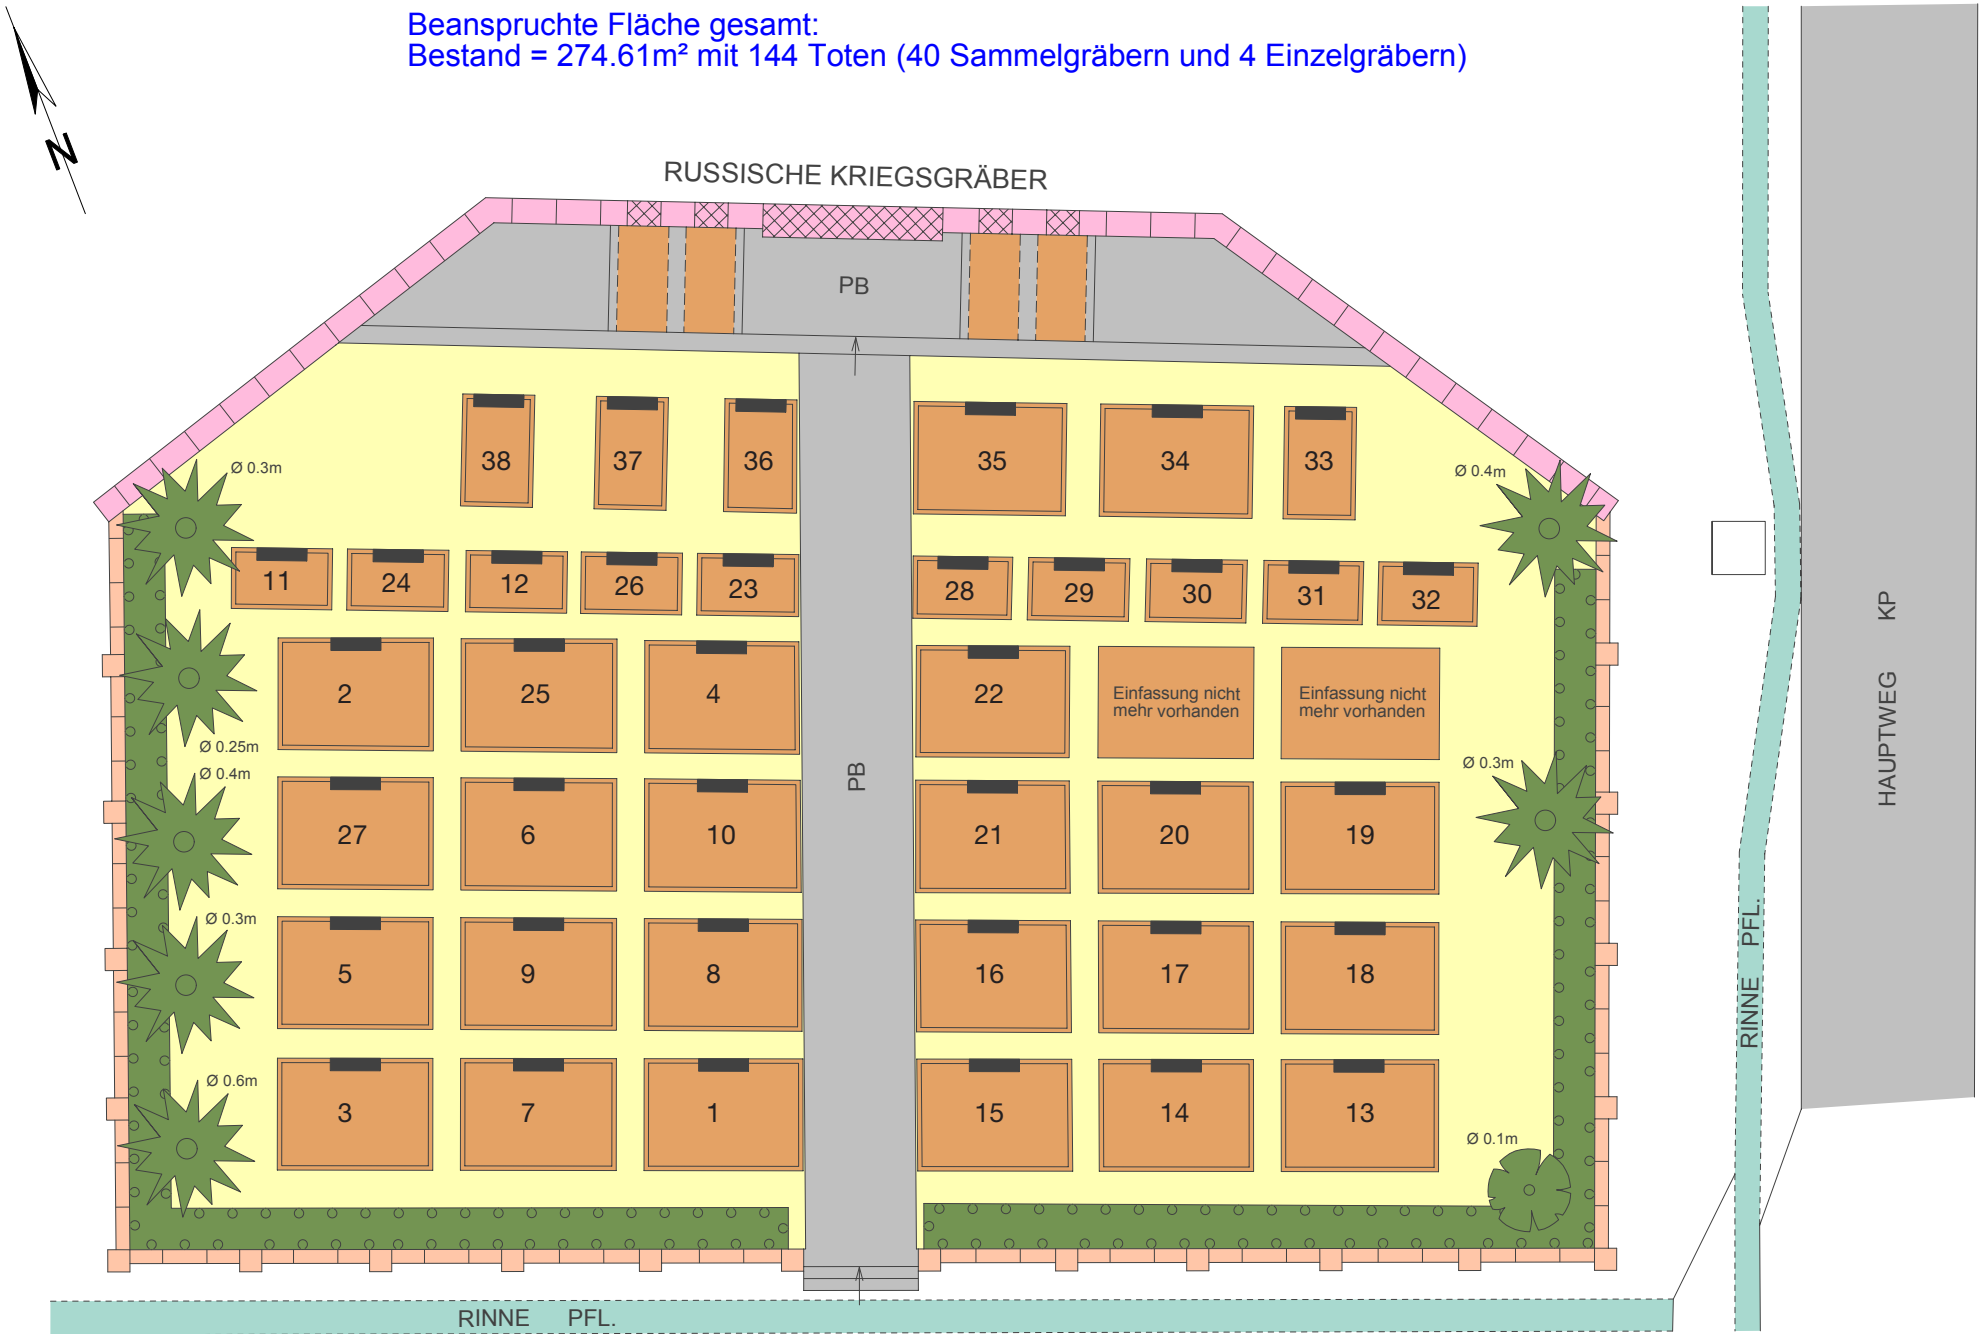 Beanspruchte Fläche gesamt:
Bestand = 274.61m² mit 144 Toten (40 Sammelgräbern und 4 Einzelgräbern)
N
RUSSISCHE KRIEGSGRÄBER
PB
38
37
36
35
34
33
Ø 0.3m
Ø 0.4m
11
24
12
26
23
28
29
30
31
32
2
25
4
22
Einfassung nicht
mehr vorhanden
Einfassung nicht
mehr vorhanden
Ø 0.25m
Ø 0.4m
Ø 0.3m
27
6
10
PB
21
20
19
Ø 0.3m
5
9
8
16
17
18
Ø 0.6m
3
7
1
15
14
13
Ø 0.1m
RINNE PFL.
RINNE PFL.
HAUPTWEG KP